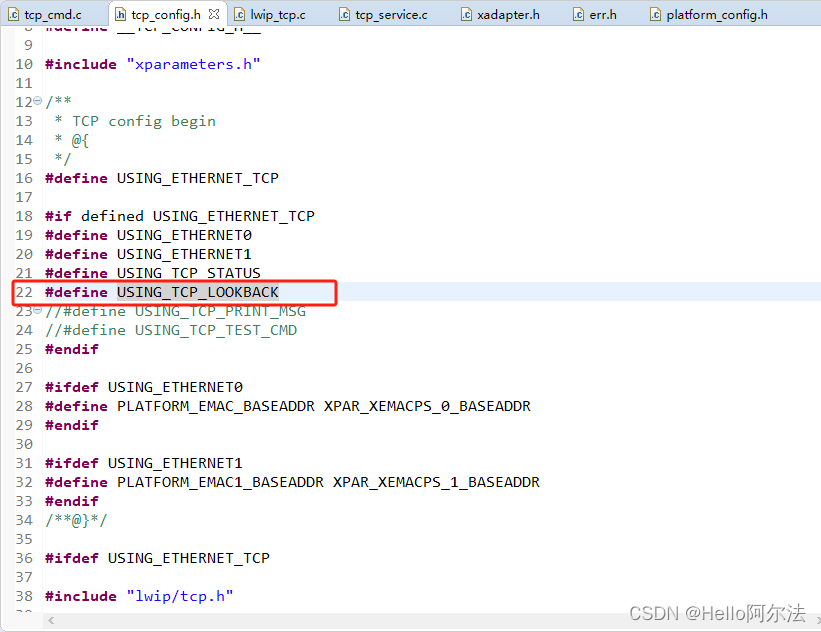 tcp_cmd.c tcp_config.h lwip_tcp.c tcp_service.c xadapter.h err.h platform_config.h
8 #define __TCP_CONFIG_H__
9
10 #include "xparameters.h"
11
12 /**
13 * TCP config begin
14 * @{
15 */
16 #define USING_ETHERNET_TCP
17
18 #if defined USING_ETHERNET_TCP
19 #define USING_ETHERNET0
20 #define USING_ETHERNET1
21 #define USING_TCP_STATUS
22 #define USING_TCP_LOOKBACK
23 //#define USING_TCP_PRINT_MSG
24 //#define USING_TCP_TEST_CMD
25 #endif
26
27 #ifdef USING_ETHERNET0
28 #define PLATFORM_EMAC_BASEADDR XPAR_XEMACPS_0_BASEADDR
29 #endif
30
31 #ifdef USING_ETHERNET1
32 #define PLATFORM_EMAC1_BASEADDR XPAR_XEMACPS_1_BASEADDR
33 #endif
34 /**@}*/
35
36 #ifdef USING_ETHERNET_TCP
37
38 #include "lwip/tcp.h"
CSDN @Hello阿尔法